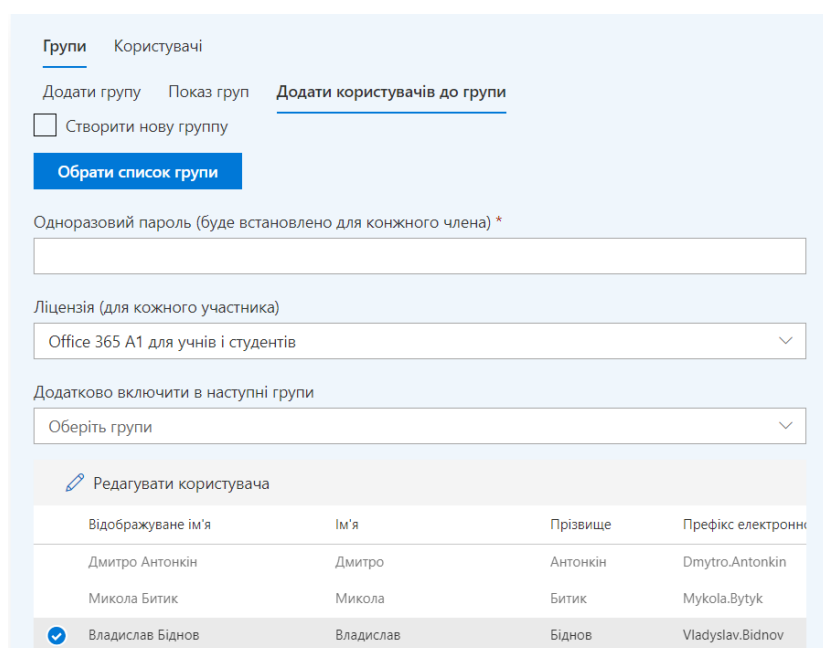 Групи Користувачі
Додати групу Показ груп Додати користувачів до групи
Створити нову группу
Обрати список групи
Одноразовий пароль (буде встановлено для конжного члена) *
Ліцензія (для кожного участника)
Office 365 A1 для учнів і студентів
Додатково включити в наступні групи
Оберіть групи
Редагувати користувача
Відображуване ім'я Ім'я Прізвище Префікс електронно
Дмитро Антонкін Дмитро Антонкін Dmytro.Antonkin
Микола Битик Микола Битик Mykola.Bytyk
Владислав Біднов Владислав Біднов Vladyslav.Bidnov